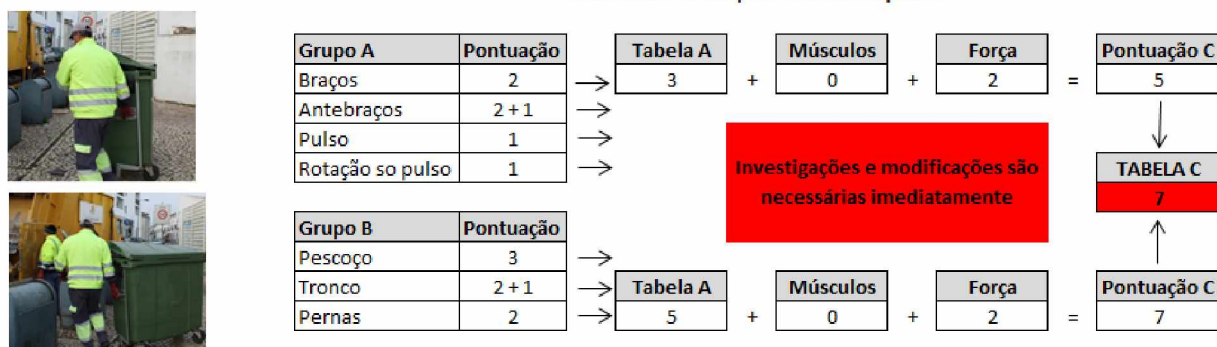 Grupo A Pontuação Tabela A Músculos Força Pontuação C
Braços 2 3 + 0 + 2 = 5
Antebraços 2 + 1
Pulso 1
Rotação so pulso 1
Investigações e modificações são
necessárias imediatamente
TABELA C
7
Grupo B Pontuação
Pescoço 3
Tronco 2 + 1 Tabela A Músculos Força Pontuação C
Pernas 2 5 + 0 + 2 = 7